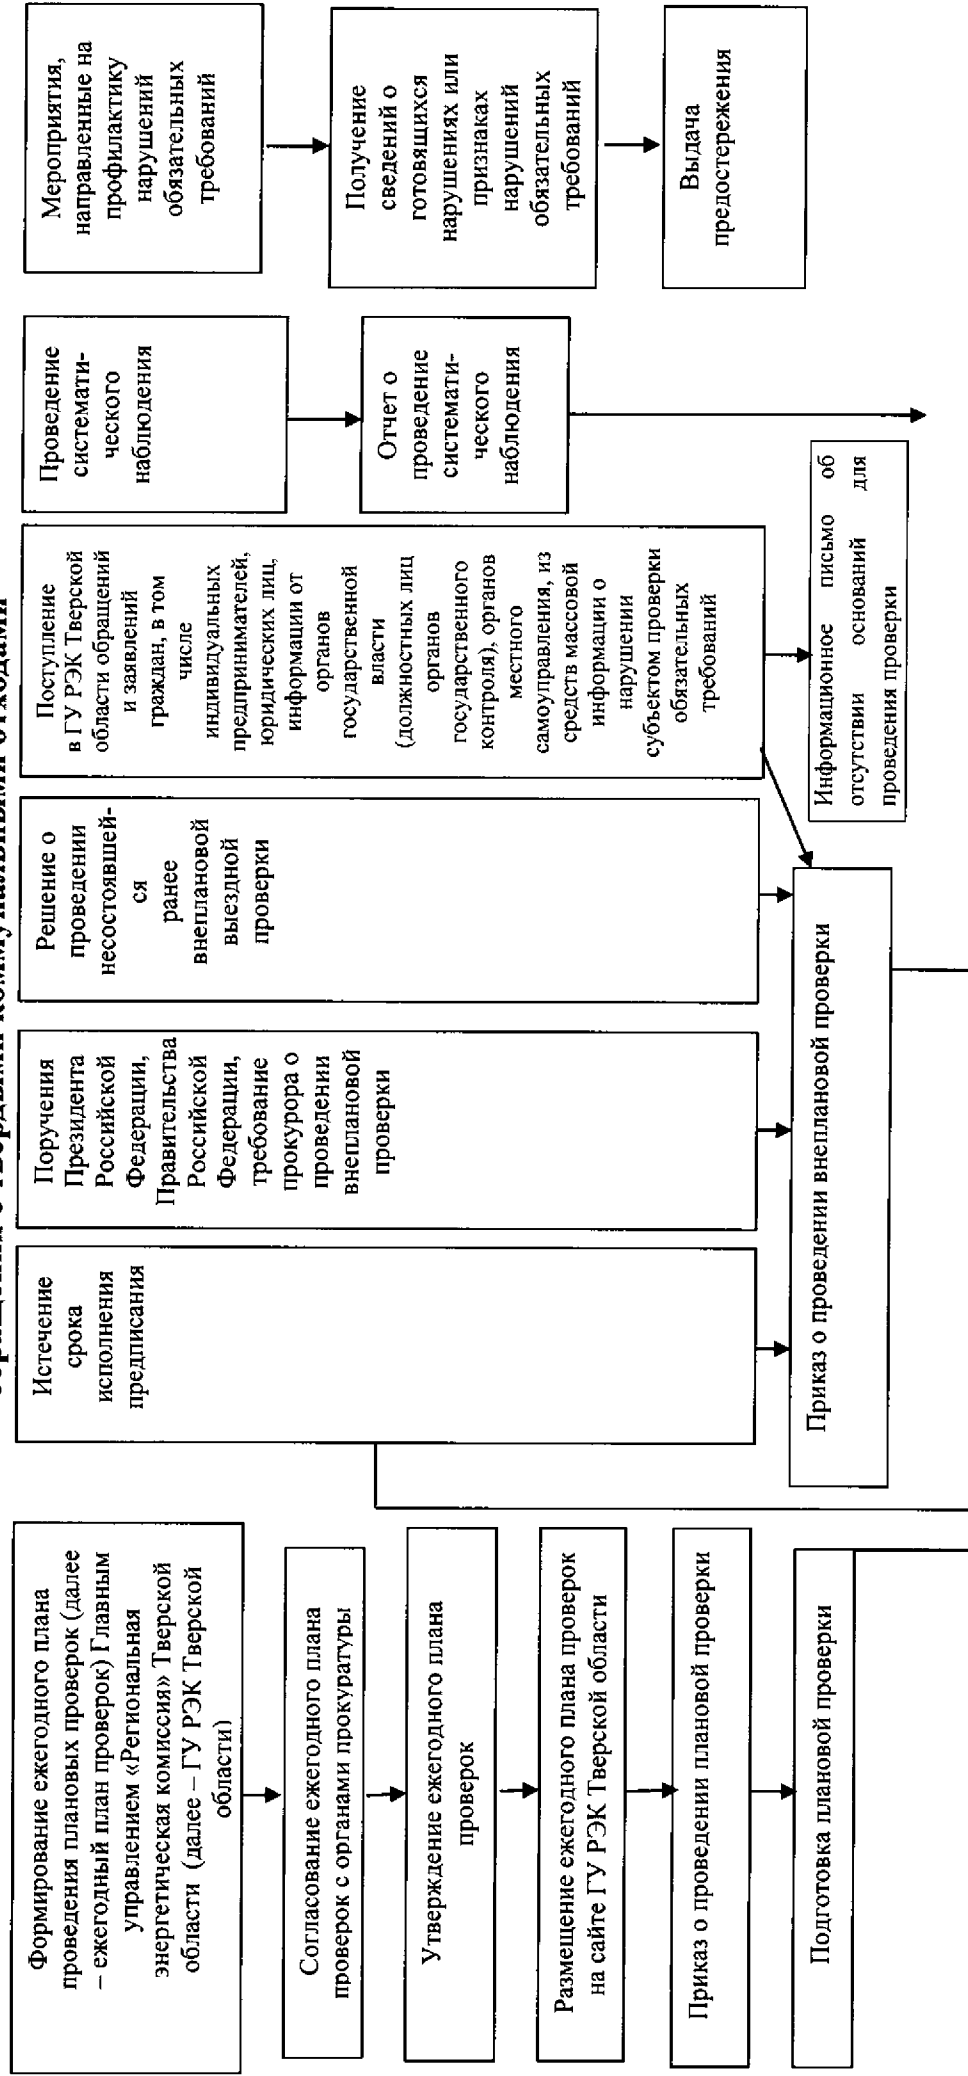 Формирование ежегодного плана
проведения плановых проверок (далее
– ежегодный план проверок) Главным
управлением «Региональная
энергетическая комиссия» Тверской
области (далее – ГУ РЭК Тверской
области)
Согласование ежегодного плана
проверок с органами прокуратуры
Утверждение ежегодного плана
проверок
Размещение ежегодного плана проверок
на сайте ГУ РЭК Тверской области
Приказ о проведении плановой проверки
Подготовка плановой проверки
Истечение
срока
исполнения
предписания
Поручения
Президента
Российской
Федерации,
Правительства
Российской
Федерации,
требование
прокурора о
проведении
внеплановой
проверки
Решение о
проведении
несостоявшей-
ся
ранее
внеплановой
выездной
проверки
Поступление
в ГУ РЭК Тверской
области обращений
и заявлений
граждан, в том
числе
индивидуальных
предпринимателей,
юридических лиц,
информации от
органов
государственной
власти
(должностных лиц
органов
государственного
контроля), органов
местного
самоуправления, из
средств массовой
информации о
нарушении
субъектом проверки
обязательных
требований
Приказ о проведении внеплановой проверки
Информационное письмо об
отсутствии оснований для
проведения проверки
Проведение
системати-
ческого
наблюдения
Отчет о
проведение
системати-
ческого
наблюдения
Мероприятия,
направленные на
профилактику
нарушений
обязательных
требований
Получение
сведений о
готовящихся
нарушениях или
признаках
нарушений
обязательных
требований
Выдача
предостережения